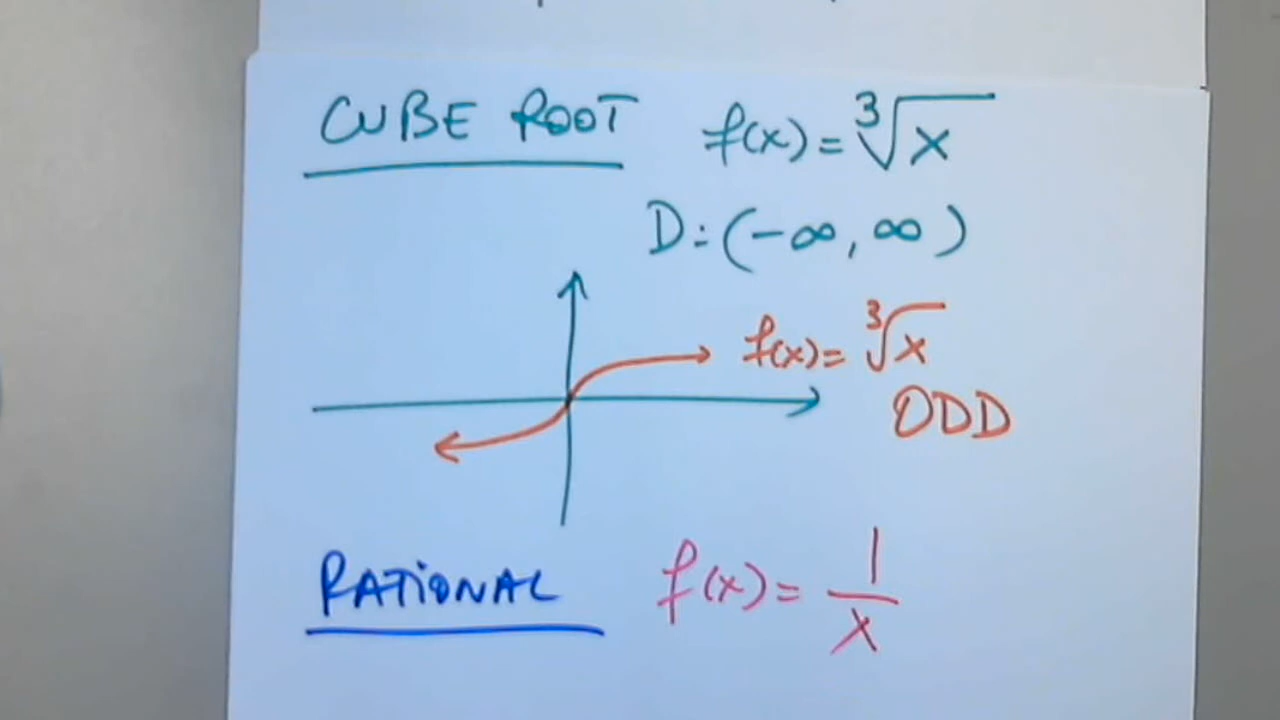 CUBE ROOT f(x) = ∛x
D: (-∞, ∞)
f(x) = ∛x
ODD
RATIONAL f(x) = 1/x